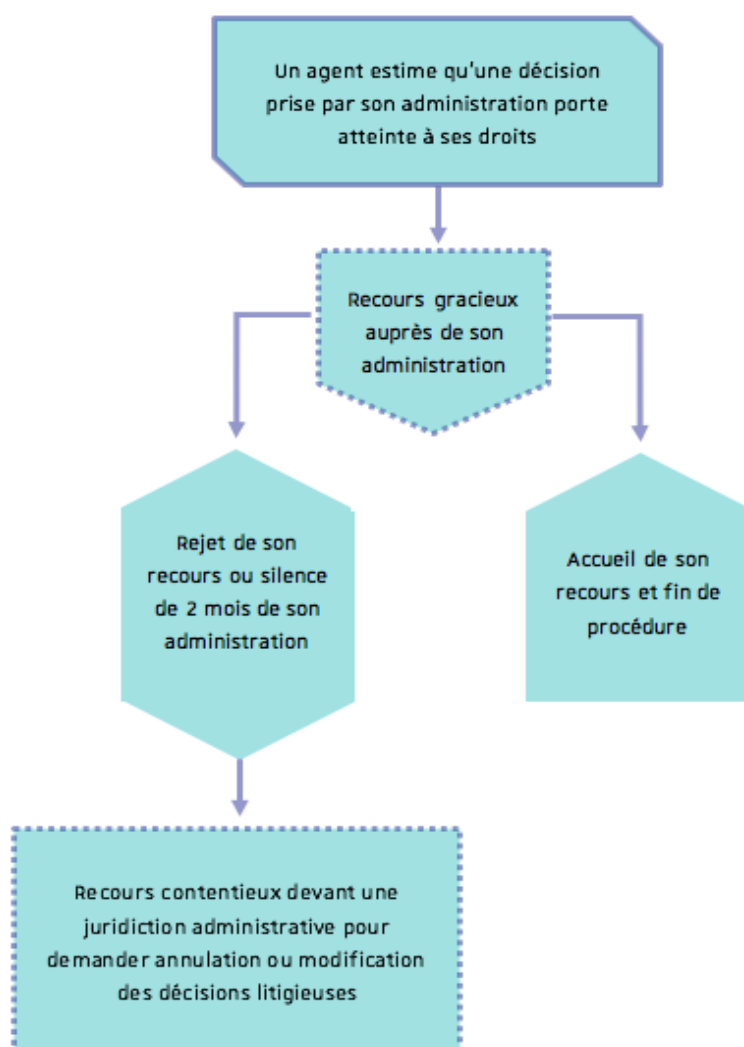 Un agent estime qu'une décision
prise par son administration porte
atteinte à ses droits
Recours gracieux
auprès de son
administration
Rejet de son
recours ou silence
de 2 mois de son
administration
Accueil de son
recours et fin de
procédure
Recours contentieux devant une
juridiction administrative pour
demander annulation ou modification
des décisions litigieuses